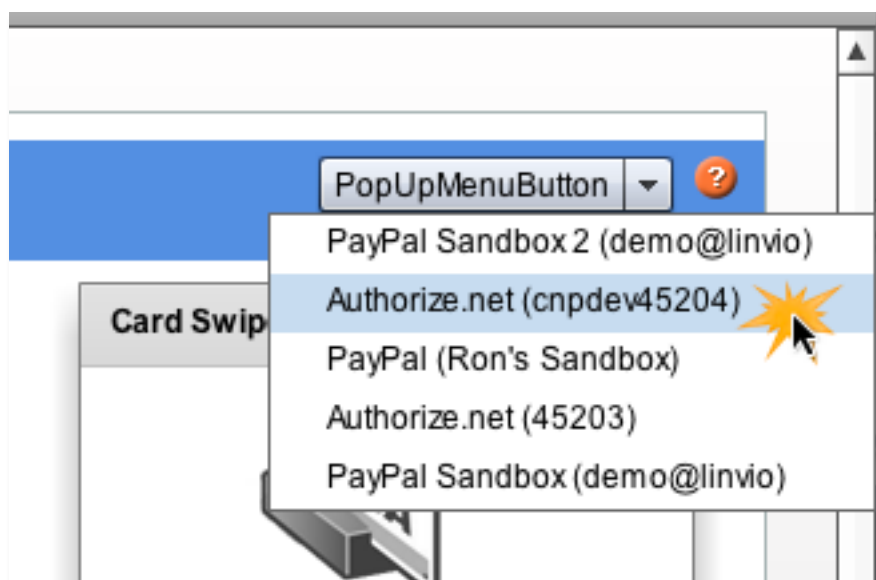 PopUpMenuButton
?
PayPal Sandbox 2 (demo@linvio)
Authorize.net (cnpdev45204)
Card Swip
PayPal (Ron's Sandbox)
Authorize.net (45203)
PayPal Sandbox (demo@linvio)